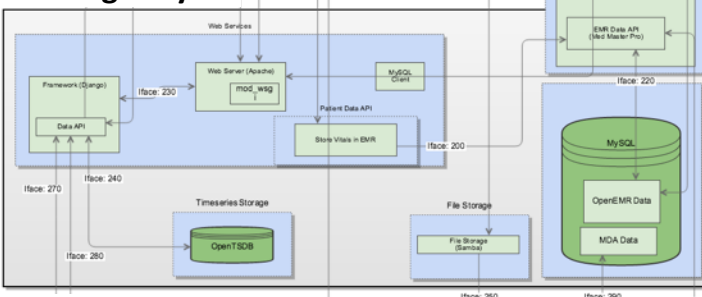 Web Services
EMR Data API
(Med Master Pro)
Web Server (Apache)
mod_wsg
i
MySQL
Client
Iface: 220
Framework (Django)
Iface: 230
Patient Data API
Data API
Store Vitals in EMR
Iface: 200
MySQL
Iface: 270
Iface: 240
OpenEMR Data
Timeseries Storage
File Storage
OpenTSDB
File Storage
(Samba)
MDA Data
Iface: 280